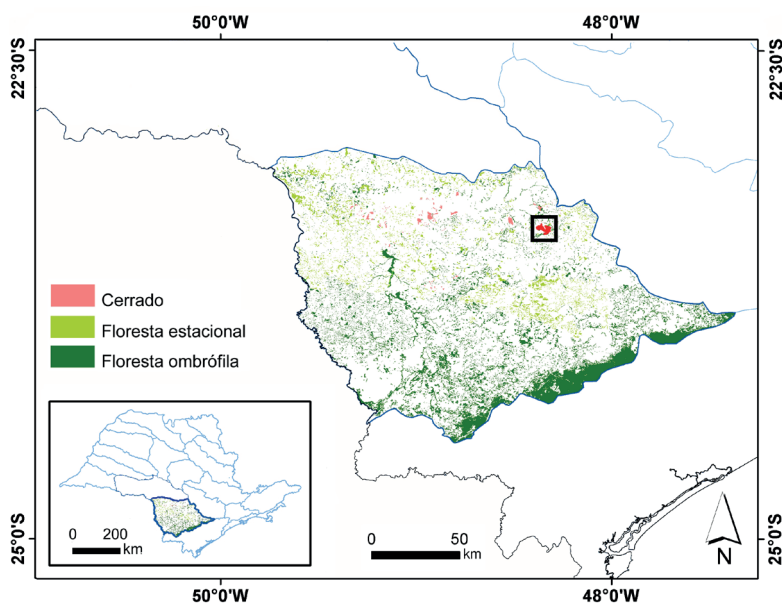 50°0'W 48°0'W
22°30'S 22°30'S
Cerrado
Floresta estacional
Floresta ombrófila
0 200
km
0 50
km
N
25°0'S 25°0'S
50°0'W 48°0'W